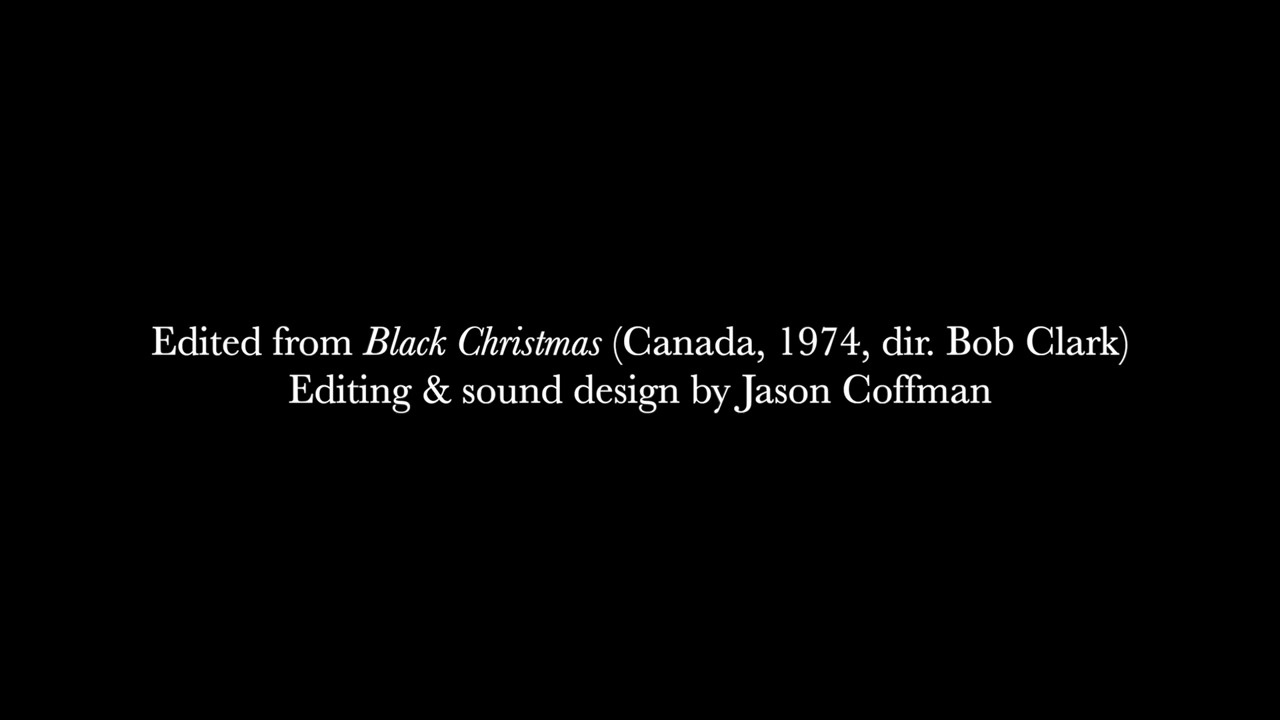 Edited from Black Christmas (Canada, 1974, dir. Bob Clark)
Editing & sound design by Jason Coffman